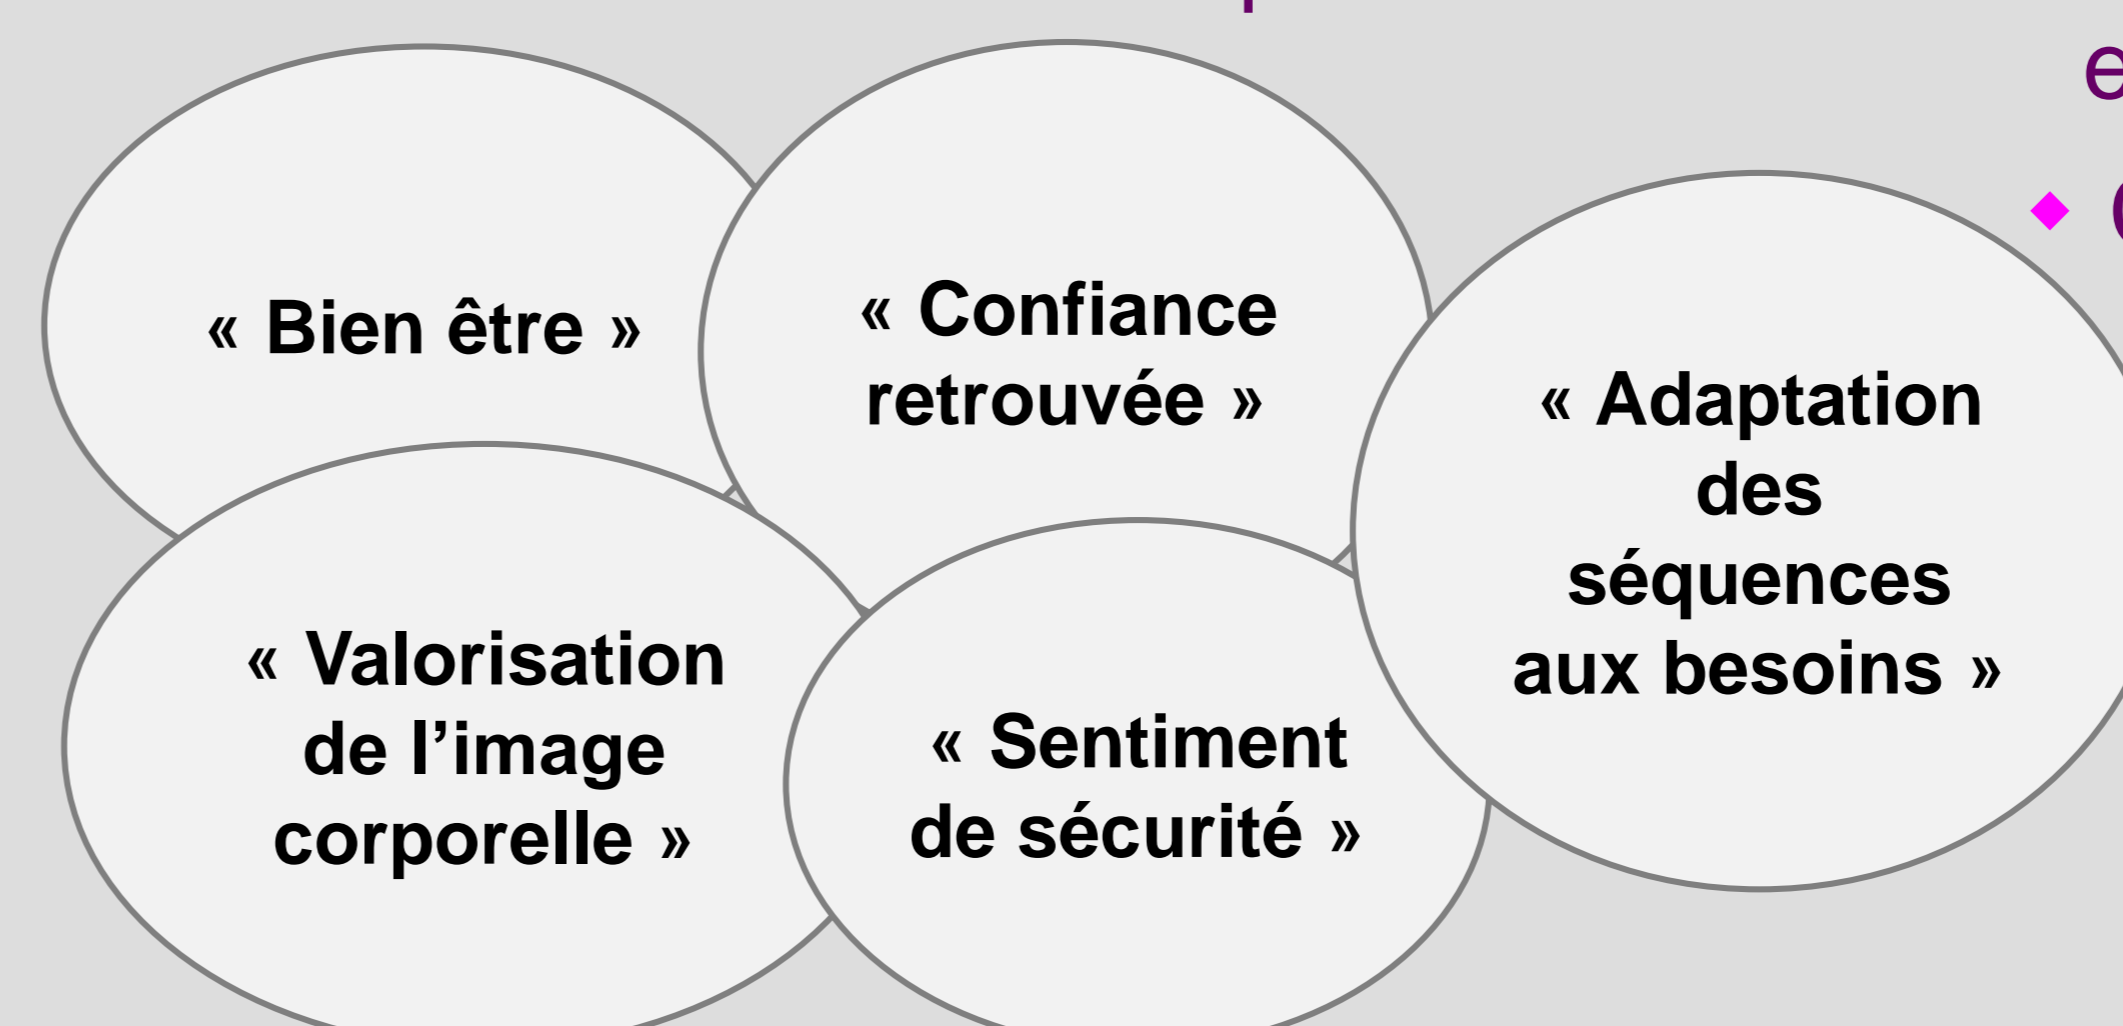 « Bien être »
« Confiance
retrouvée »
« Adaptation
des
séquences
aux besoins »
« Valorisation
de l’image
corporelle »
« Sentiment
de sécurité »